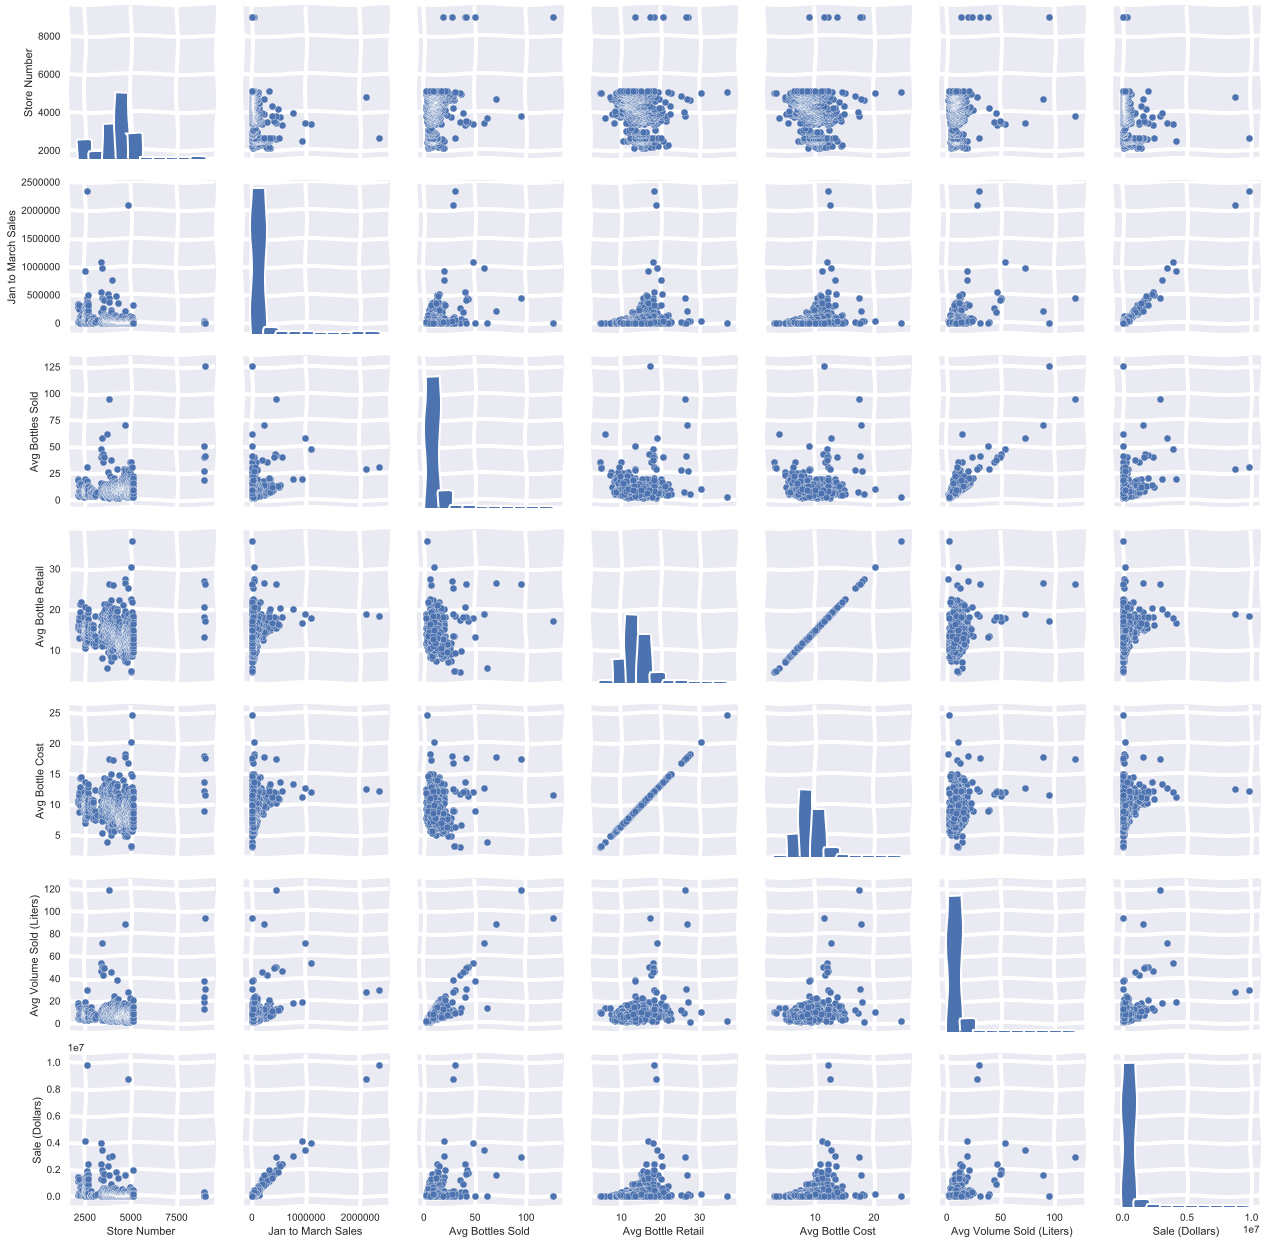 8000
6000
4000
2000
Store Number
2500000
2000000
1500000
1000000
500000
0
Jan to March Sales
125
100
75
50
25
0
Avg Bottles Sold
30
20
10
Avg Bottle Retail
25
20
15
10
5
Avg Bottle Cost
120
100
80
60
40
20
0
Avg Volume Sold (Liters)
1e7
1.0
0.8
0.6
0.4
0.2
0.0
Sale (Dollars)
2500 5000 7500
0 1000000 2000000
0 50 100
10 20 30
10 20
0 50 100
0.0 0.5 1.0
1e7
Store Number
Jan to March Sales
Avg Bottles Sold
Avg Bottle Retail
Avg Bottle Cost
Avg Volume Sold (Liters)
Sale (Dollars)